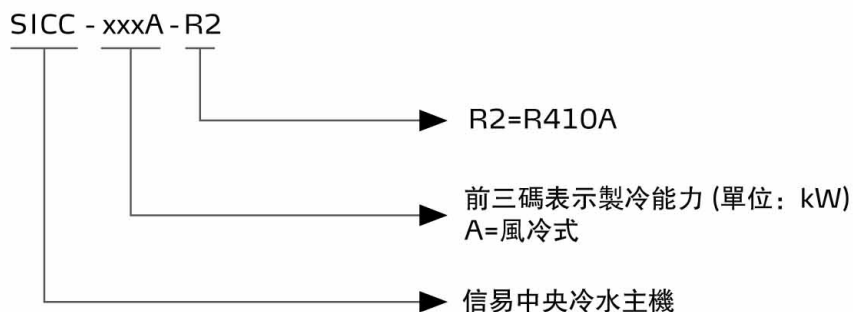 SICC - xxxA - R2
R2=R410A
前三碼表示製冷能力 (單位：kW)
A=風冷式
信易中央冷水主機